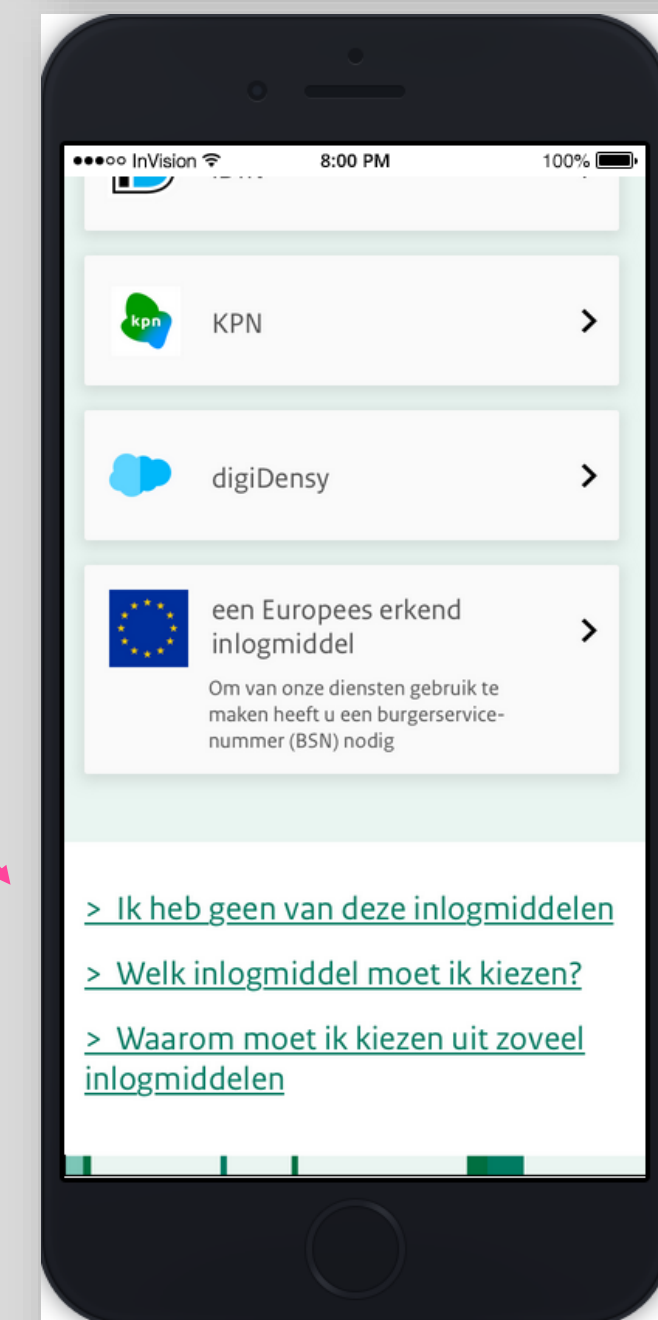 InVision
8:00 PM
100%
kpn
KPN
digiDensy
een Europees erkend
inlogmiddel
Om van onze diensten gebruik te
maken heeft u een burgerservice-
nummer (BSN) nodig
> Ik heb geen van deze inlogmiddelen
> Welk inlogmiddel moet ik kiezen?
> Waarom moet ik kiezen uit zoveel
inlogmiddelen